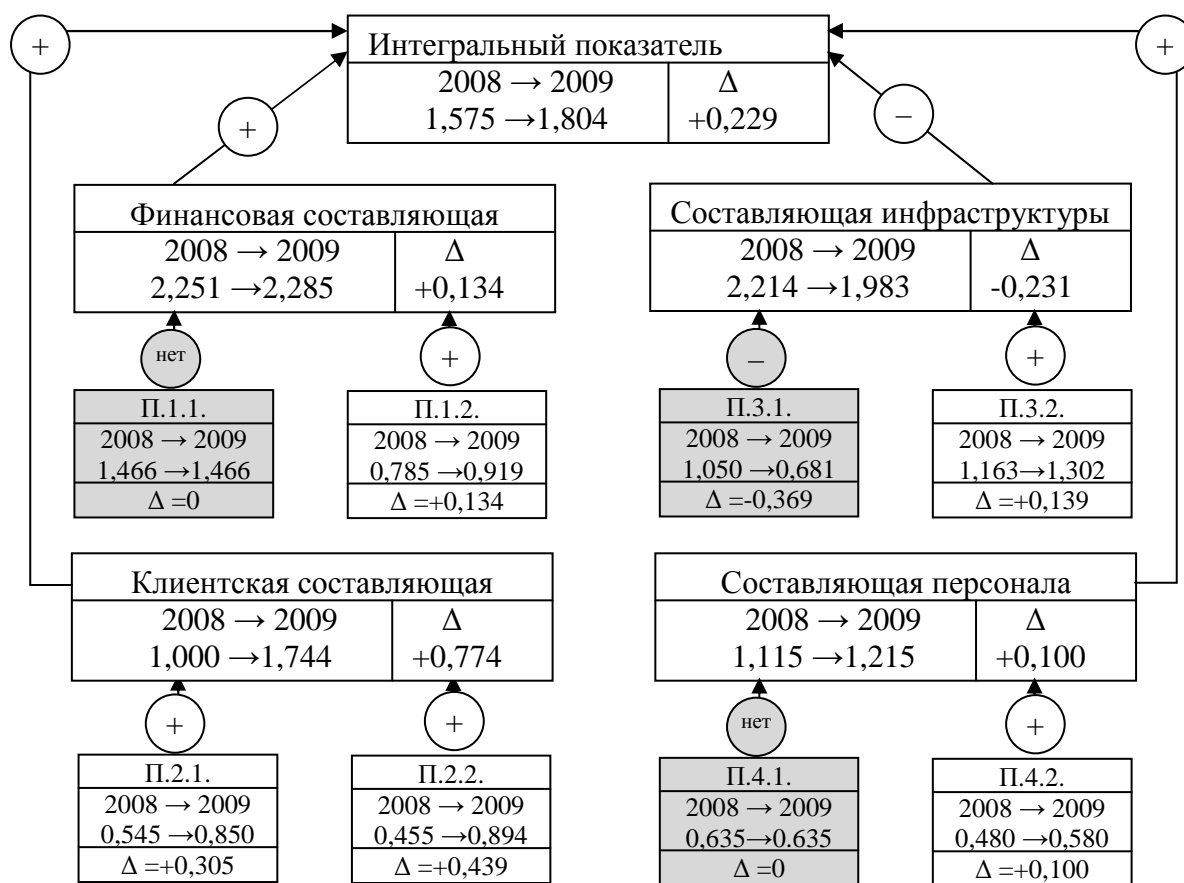 +
+
Интегральный показатель
2008 → 2009
Δ
1,575 →1,804
+0,229
+
–
Финансовая составляющая
2008 → 2009
Δ
2,251 →2,285
+0,134
Составляющая инфраструктуры
2008 → 2009
Δ
2,214 →1,983
-0,231
нет
+
–
+
П.1.1.
2008 → 2009
1,466 →1,466
Δ =0
П.1.2.
2008 → 2009
0,785 →0,919
Δ =+0,134
П.3.1.
2008 → 2009
1,050 →0,681
Δ =-0,369
П.3.2.
2008 → 2009
1,163→1,302
Δ =+0,139
Клиентская составляющая
2008 → 2009
Δ
1,000 →1,744
+0,774
Составляющая персонала
2008 → 2009
Δ
1,115 →1,215
+0,100
+
+
нет
+
П.2.1.
2008 → 2009
0,545 →0,850
Δ =+0,305
П.2.2.
2008 → 2009
0,455 →0,894
Δ =+0,439
П.4.1.
2008 → 2009
0,635→0.635
Δ =0
П.4.2.
2008 → 2009
0,480 →0,580
Δ =+0,100